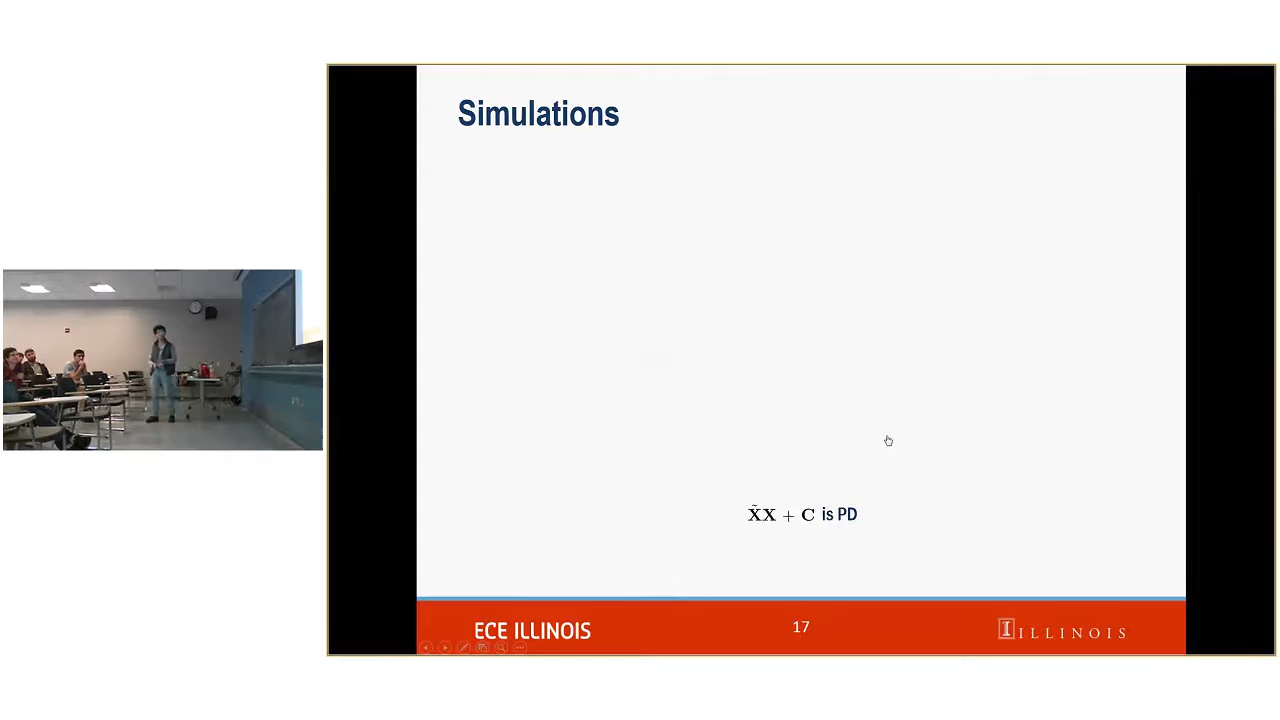 Simulations
X̃X + C is PD
ECE ILLINOIS
17
I ILLINOIS